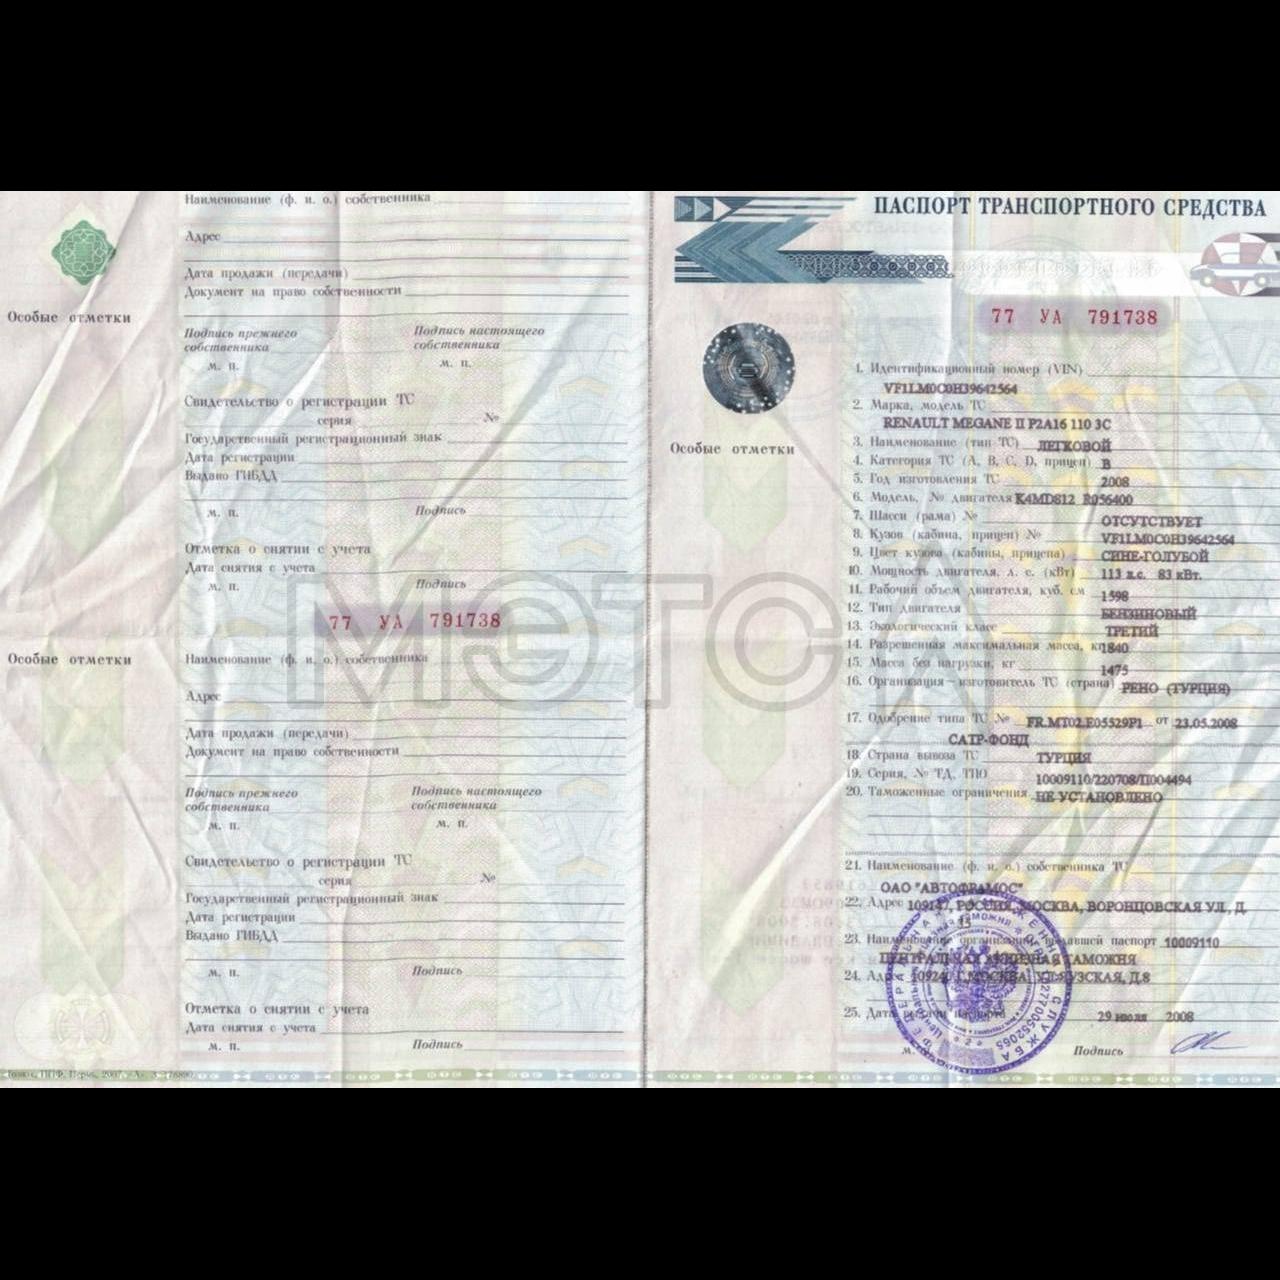 Наименование (ф. и. о.) собственника
Адрес
Дата продажи (передачи)
Документ на право собственности
Особые отметки
Подпись прежнего собственника
Подпись настоящего собственника
м. п.
м. п.
Свидетельство о регистрации ТС
серия №
Государственный регистрационный знак
Дата регистрации
Выдано ГИБДД
м. п. Подпись
Отметка о снятии с учета
Дата снятия с учета
м. п. Подпись
77 УА 791738
Особые отметки
Наименование (ф. и. о.) собственника
Адрес
Дата продажи (передачи)
Документ на право собственности
Подпись прежнего собственника
Подпись настоящего собственника
м. п.
м. п.
Свидетельство о регистрации ТС
серия №
Государственный регистрационный знак
Дата регистрации
Выдано ГИБДД
м. п. Подпись
Отметка о снятии с учета
Дата снятия с учета
м. п. Подпись
МЭТС
ПАСПОРТ ТРАНСПОРТНОГО СРЕДСТВА
77 УА 791738
Особые отметки
1. Идентификационный номер (VIN)
VF1LM0C0H39642564
2. Марка, модель ТС
RENAULT MEGANE II P2A16 110 3C
3. Наименование (тип ТС) ЛЕГКОВОЙ
4. Категория ТС (А, В, С, D, прицеп) В
5. Год изготовления ТС 2008
6. Модель, № двигателя K4MD812 R056400
7. Шасси (рама) № ОТСУТСТВУЕТ
8. Кузов (кабина, прицеп) № VF1LM0C0H39642564
9. Цвет кузова (кабины, прицепа) СИНЕ-ГОЛУБОЙ
10. Мощность двигателя, л. с. (кВт) 113 л.с. 83 кВт.
11. Рабочий объем двигателя, куб. см 1598
12. Тип двигателя БЕНЗИНОВЫЙ
13. Экологический класс ТРЕТИЙ
14. Разрешенная максимальная масса, кг 1840
15. Масса без нагрузки, кг 1475
16. Организация-изготовитель ТС (страна) РЕНО (ТУРЦИЯ)
17. Одобрение типа ТС № FR.MT02.E05529P1 от 23.05.2008
САТР-ФОНД
18. Страна вывоза ТС ТУРЦИЯ
19. Серия, № ТД, ТПО 10009110/220708/П004494
20. Таможенные ограничения НЕ УСТАНОВЛЕНО
21. Наименование (ф. и. о.) собственника ТС
ОАО "АВТОФРАМОС"
22. Адрес 109147, РОССИЯ, МОСКВА, ВОРОНЦОВСКАЯ УЛ., Д.
35
23. Наименование организации, выдавшей паспорт 10009110
ЦЕНТРАЛЬНАЯ АКЦИЗНАЯ ТАМОЖНЯ
24. Адрес 109240 Г.МОСКВА, УЛ.ЯУЗСКАЯ, Д.8
25. Дата выдачи паспорта 29 июля 2008
м. Подпись